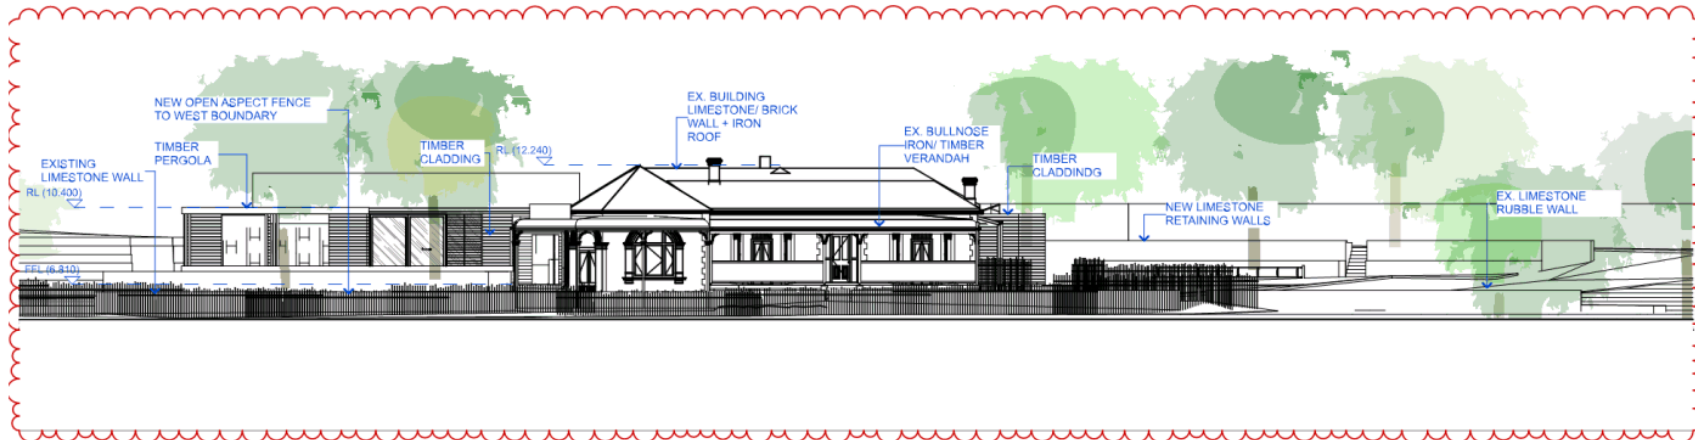 NEW OPEN ASPECT FENCE
TO WEST BOUNDARY
EXISTING
LIMESTONE WALL
RL (10.400)
TIMBER
PERGOLA
FFL (6.810)
TIMBER
CLADDING
RL (12.240)
EX. BUILDING
LIMESTONE/ BRICK
WALL + IRON
ROOF
EX. BULLNOSE
IRON/ TIMBER
VERANDAH
TIMBER
CLADDINDG
NEW LIMESTONE
RETAINING WALLS
EX. LIMESTONE
RUBBLE WALL